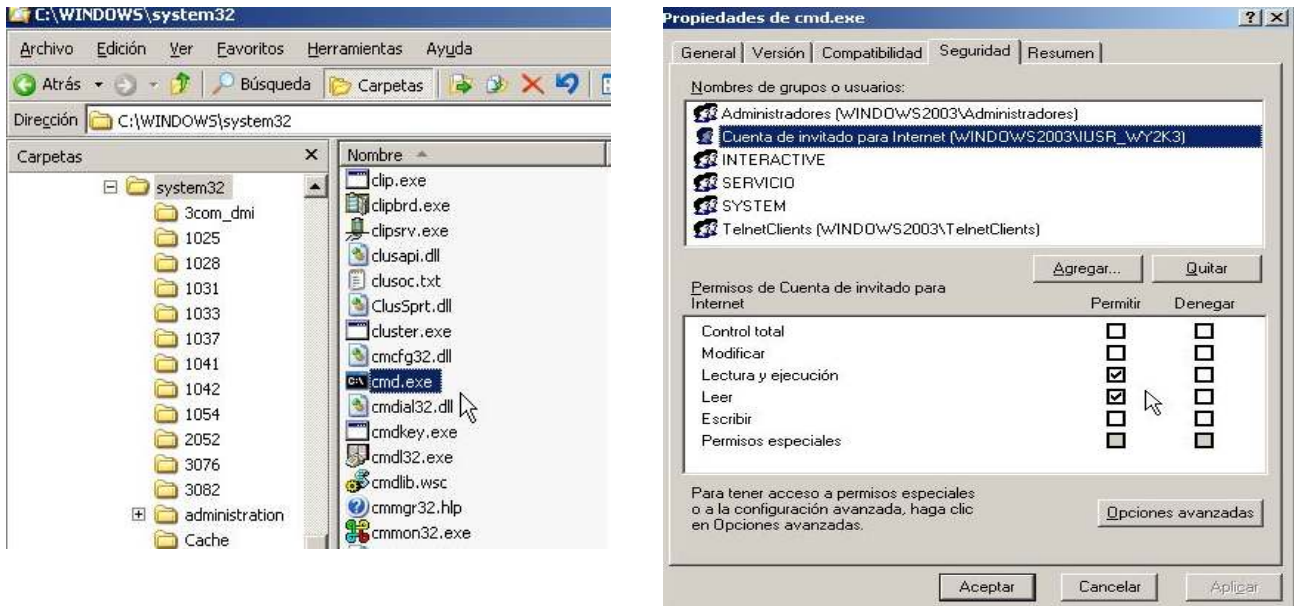 C:\WINDOWS\system32
Archivo Edición Ver Favoritos Herramientas Ayuda
Atrás Búsqueda Carpetas
Dirección C:\WINDOWS\system32
Carpetas
system32
3com_dmi
1025
1028
1031
1033
1037
1041
1042
1054
2052
3076
3082
administration
Cache
Nombre
clip.exe
clipbrd.exe
clipsrv.exe
clusapi.dll
clusoc.txt
ClusSprt.dll
cluster.exe
cmcfg32.dll
cmd.exe
cmdial32.dll
cmdkey.exe
cmdl32.exe
cmdlib.wsc
cmmgr32.hlp
cmmon32.exe
Propiedades de cmd.exe
General Versión Compatibilidad Seguridad Resumen
Nombres de grupos o usuarios:
Administradores (WINDOWS2003\Administradores)
Cuenta de invitado para Internet (WINDOWS2003\IUSR_WY2K3)
INTERACTIVE
SERVICIO
SYSTEM
TelnetClients (WINDOWS2003\TelnetClients)
Agregar... Quitar
Permisos de Cuenta de invitado para
Internet Permitir Denegar
Control total
Modificar
Lectura y ejecución
Leer
Escribir
Permisos especiales
Para tener acceso a permisos especiales
o a la configuración avanzada, haga clic
en Opciones avanzadas.
Opciones avanzadas
Aceptar Cancelar Aplicar